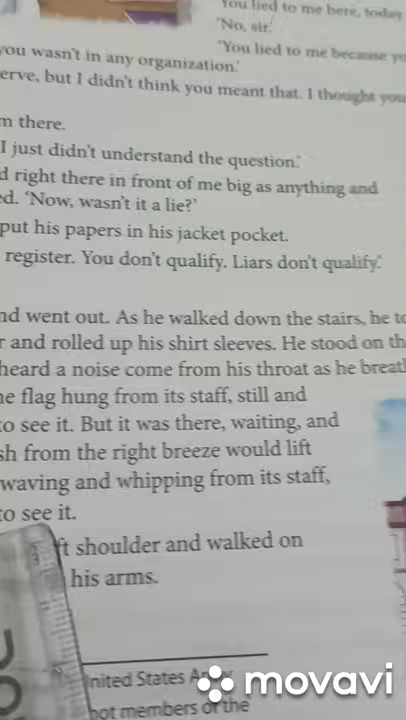 You lied to me here, today
'No, sir.'
'You lied to me because yo
you wasn't in any organization.'
erve, but I didn't think you meant that. I thought you
m there.
I just didn't understand the question.'
d right there in front of me big as anything and
ed. 'Now, wasn't it a lie?'
put his papers in his jacket pocket.
register. You don't qualify. Liars don't qualify.'
nd went out. As he walked down the stairs, he to
r and rolled up his shirt sleeves. He stood on th
heard a noise come from his throat as he breath
ne flag hung from its staff, still and
to see it. But it was there, waiting, and
sh from the right breeze would lift
waving and whipping from its staff,
to see it.
ft shoulder and walked on
his arms.
nited States
not members of the
movavi